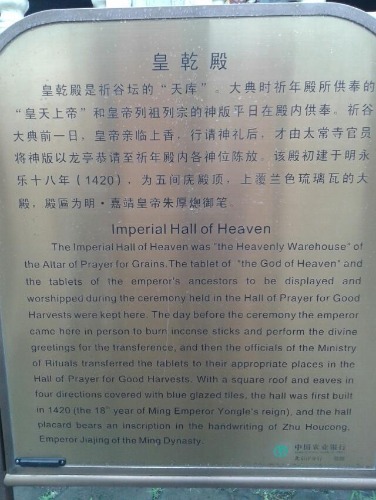 皇乾殿
皇乾殿是祈谷坛的“天库”。大典时祈年殿所供奉的
“皇天上帝”和皇帝列祖列宗的神版平日在殿内供奉。祈谷
大典前一日，皇帝亲临上香，行请神礼后，才由太常寺官员
将神版以龙亭恭请至祈年殿内各神位陈放。该殿初建于明永
乐十八年（1420），为五间庑殿顶，上覆兰色琉璃瓦的大
殿，殿匾为明·嘉靖皇帝朱厚熜御笔。
Imperial Hall of Heaven
The Imperial Hall of Heaven was "the Heavenly Warehouse" of
the Altar of Prayer for Grains.The tablet of "the God of Heaven" and
the tablets of the emperor's ancestors to be displayed and
worshipped during the ceremony held in the Hall of Prayer for Good
Harvests were kept here. The day before the ceremony the emperor
came here in person to burn incense sticks and perform the divine
greetings for the transference, and then the officials of the Ministry
of Rituals transferred the tablets to their appropriate places in the
Hall of Prayer for Good Harvests. With a square roof and eaves in
four directions covered with blue glazed tiles, the hall was first built
in 1420 (the 18th year of Ming Emperor Yongle's reign), and the hall
placard bears an inscription in the handwriting of Zhu Houcong,
Emperor Jiajing of the Ming Dynasty.
中国农业银行